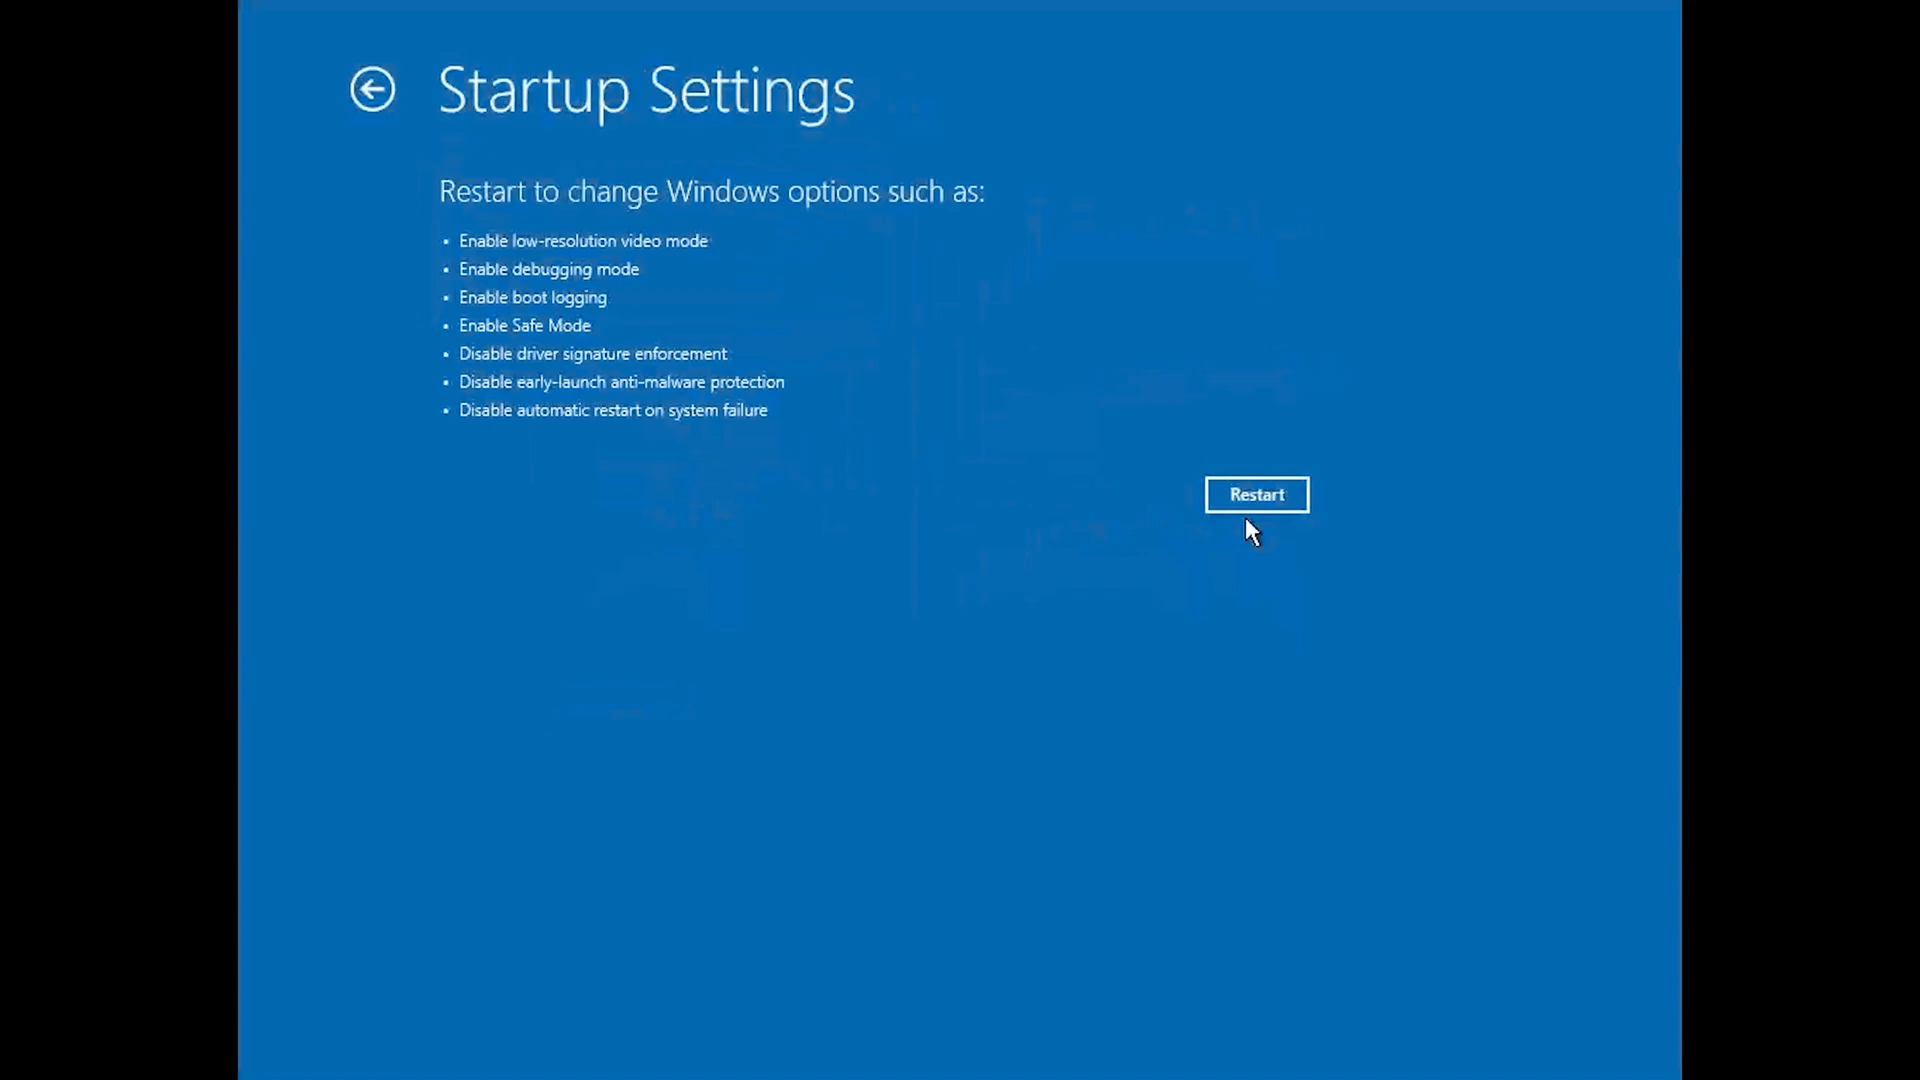 Startup Settings
Restart to change Windows options such as:
• Enable low-resolution video mode
• Enable debugging mode
• Enable boot logging
• Enable Safe Mode
• Disable driver signature enforcement
• Disable early-launch anti-malware protection
• Disable automatic restart on system failure
Restart